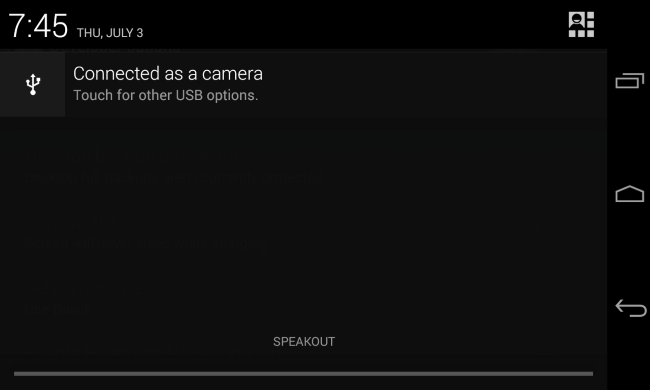 7:45 THU, JULY 3
Connected as a camera
Touch for other USB options.
SPEAKOUT